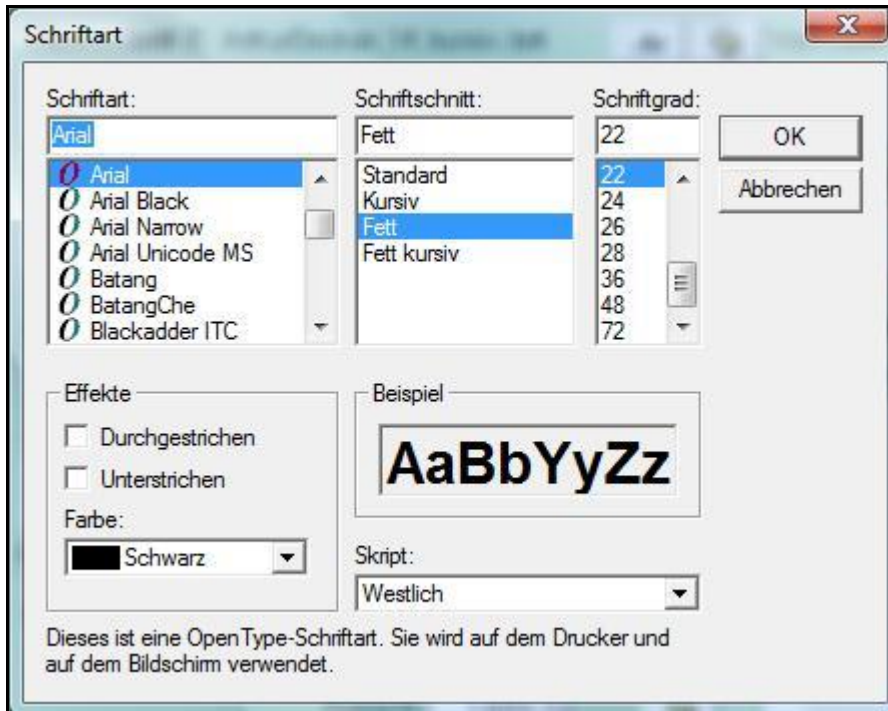 Schriftart
Schriftart:
Schriftschnitt:
Schriftgrad:
Arial
Fett
22
OK
Abbrechen
Arial
Arial Black
Arial Narrow
Arial Unicode MS
Batang
BatangChe
Blackadder ITC
Standard
Kursiv
Fett
Fett kursiv
22
24
26
28
36
48
72
Effekte
Durchgestrichen
Unterstrichen
Farbe:
Schwarz
Beispiel
AaBbYyZz
Skript:
Westlich
Dieses ist eine OpenType-Schriftart. Sie wird auf dem Drucker und
auf dem Bildschirm verwendet.